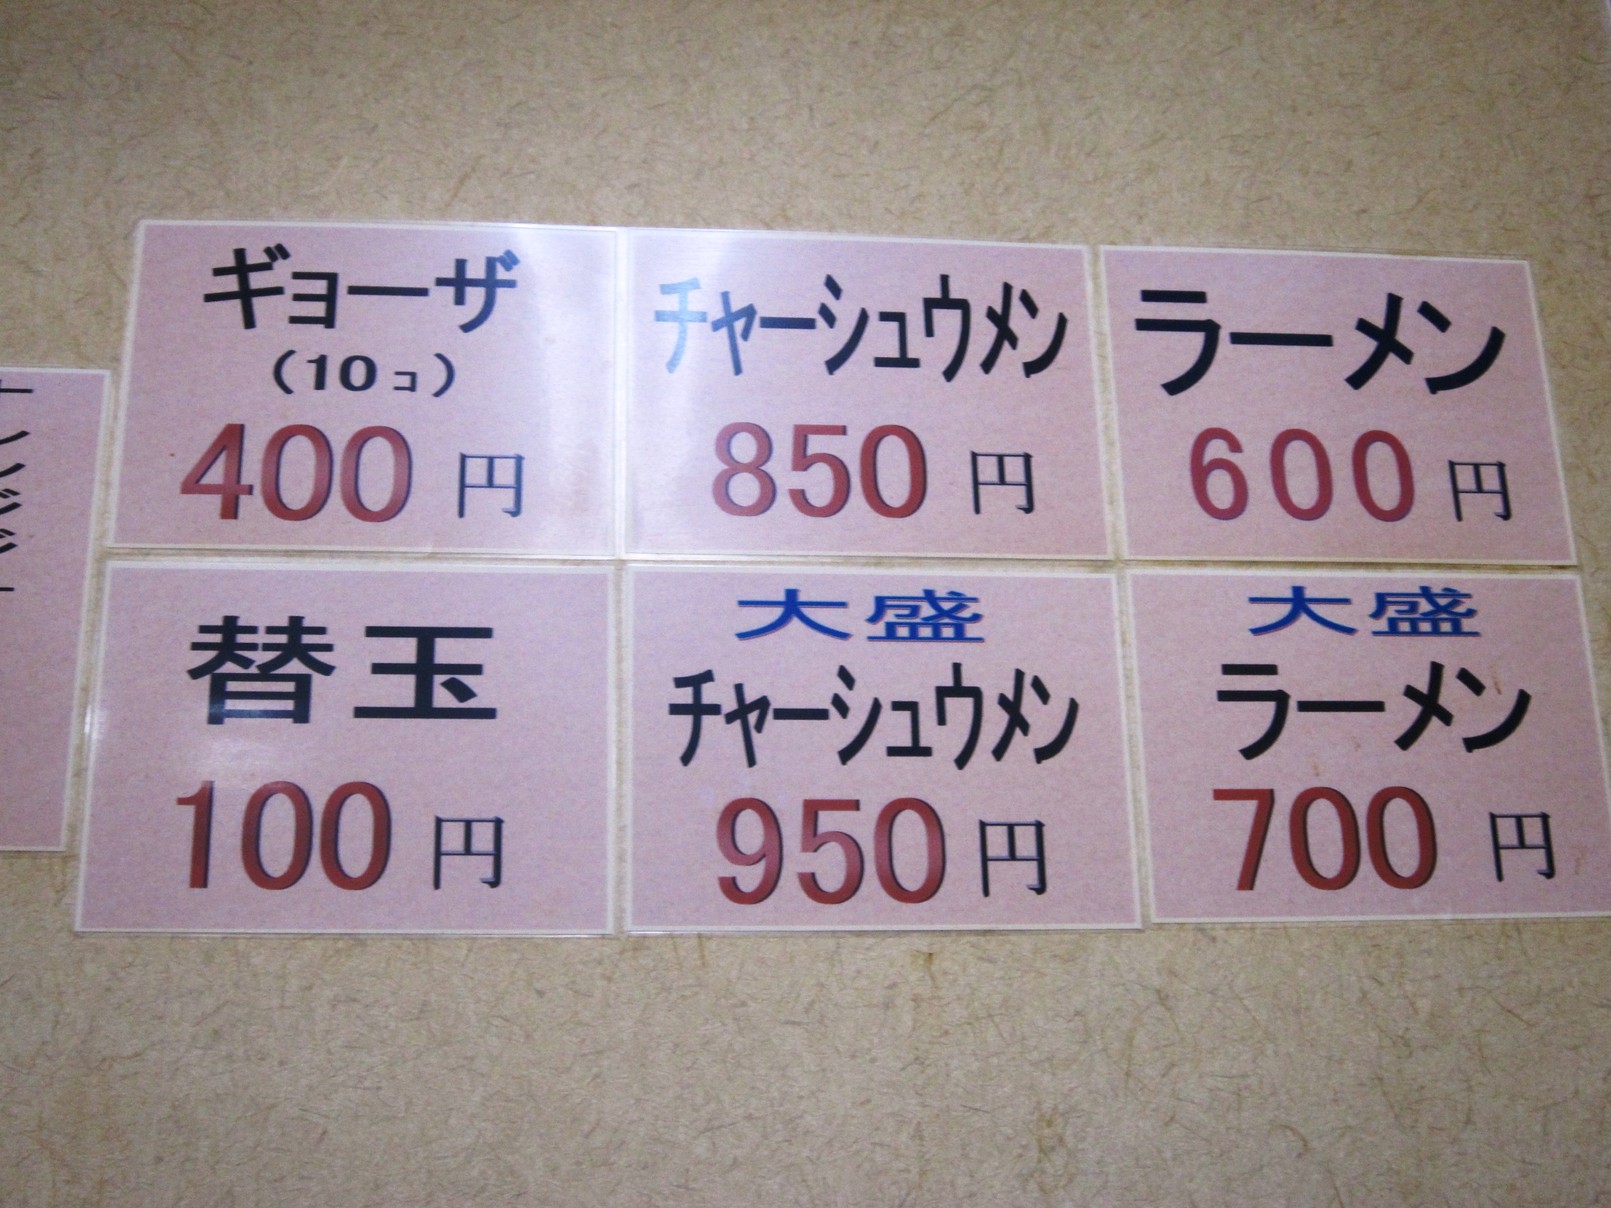 ギョーザ
(10コ)
400円
チャーシュウメン
850円
ラーメン
600円
替玉
100円
大盛
チャーシュウメン
950円
大盛
ラーメン
700円